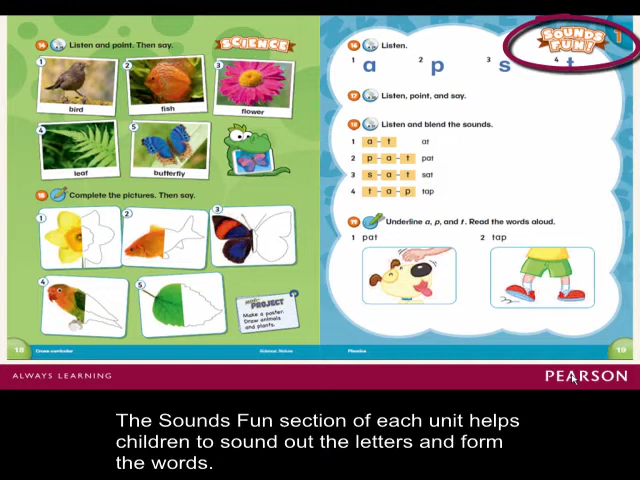 14 Listen and point. Then say.
SCIENCE
1
bird
2
fish
3
flower
4
leaf
5
butterfly
15 Complete the pictures. Then say.
1
2
3
4
5
PROJECT
Make a poster.
Draw animals
and plants.
18 Cross-curricular
Science: Nature
SOUNDS
FUN!
1
16 Listen.
1 a 2 p 3 s 4 t
17 Listen, point, and say.
18 Listen and blend the sounds.
1 a - t at
2 p - a - t pat
3 s - a - t sat
4 t - a - p tap
19 Underline a, p, and t. Read the words aloud.
1 pat 2 tap
Phonics 19
ALWAYS LEARNING
PEARSON
The Sounds Fun section of each unit helps
children to sound out the letters and form
the words.